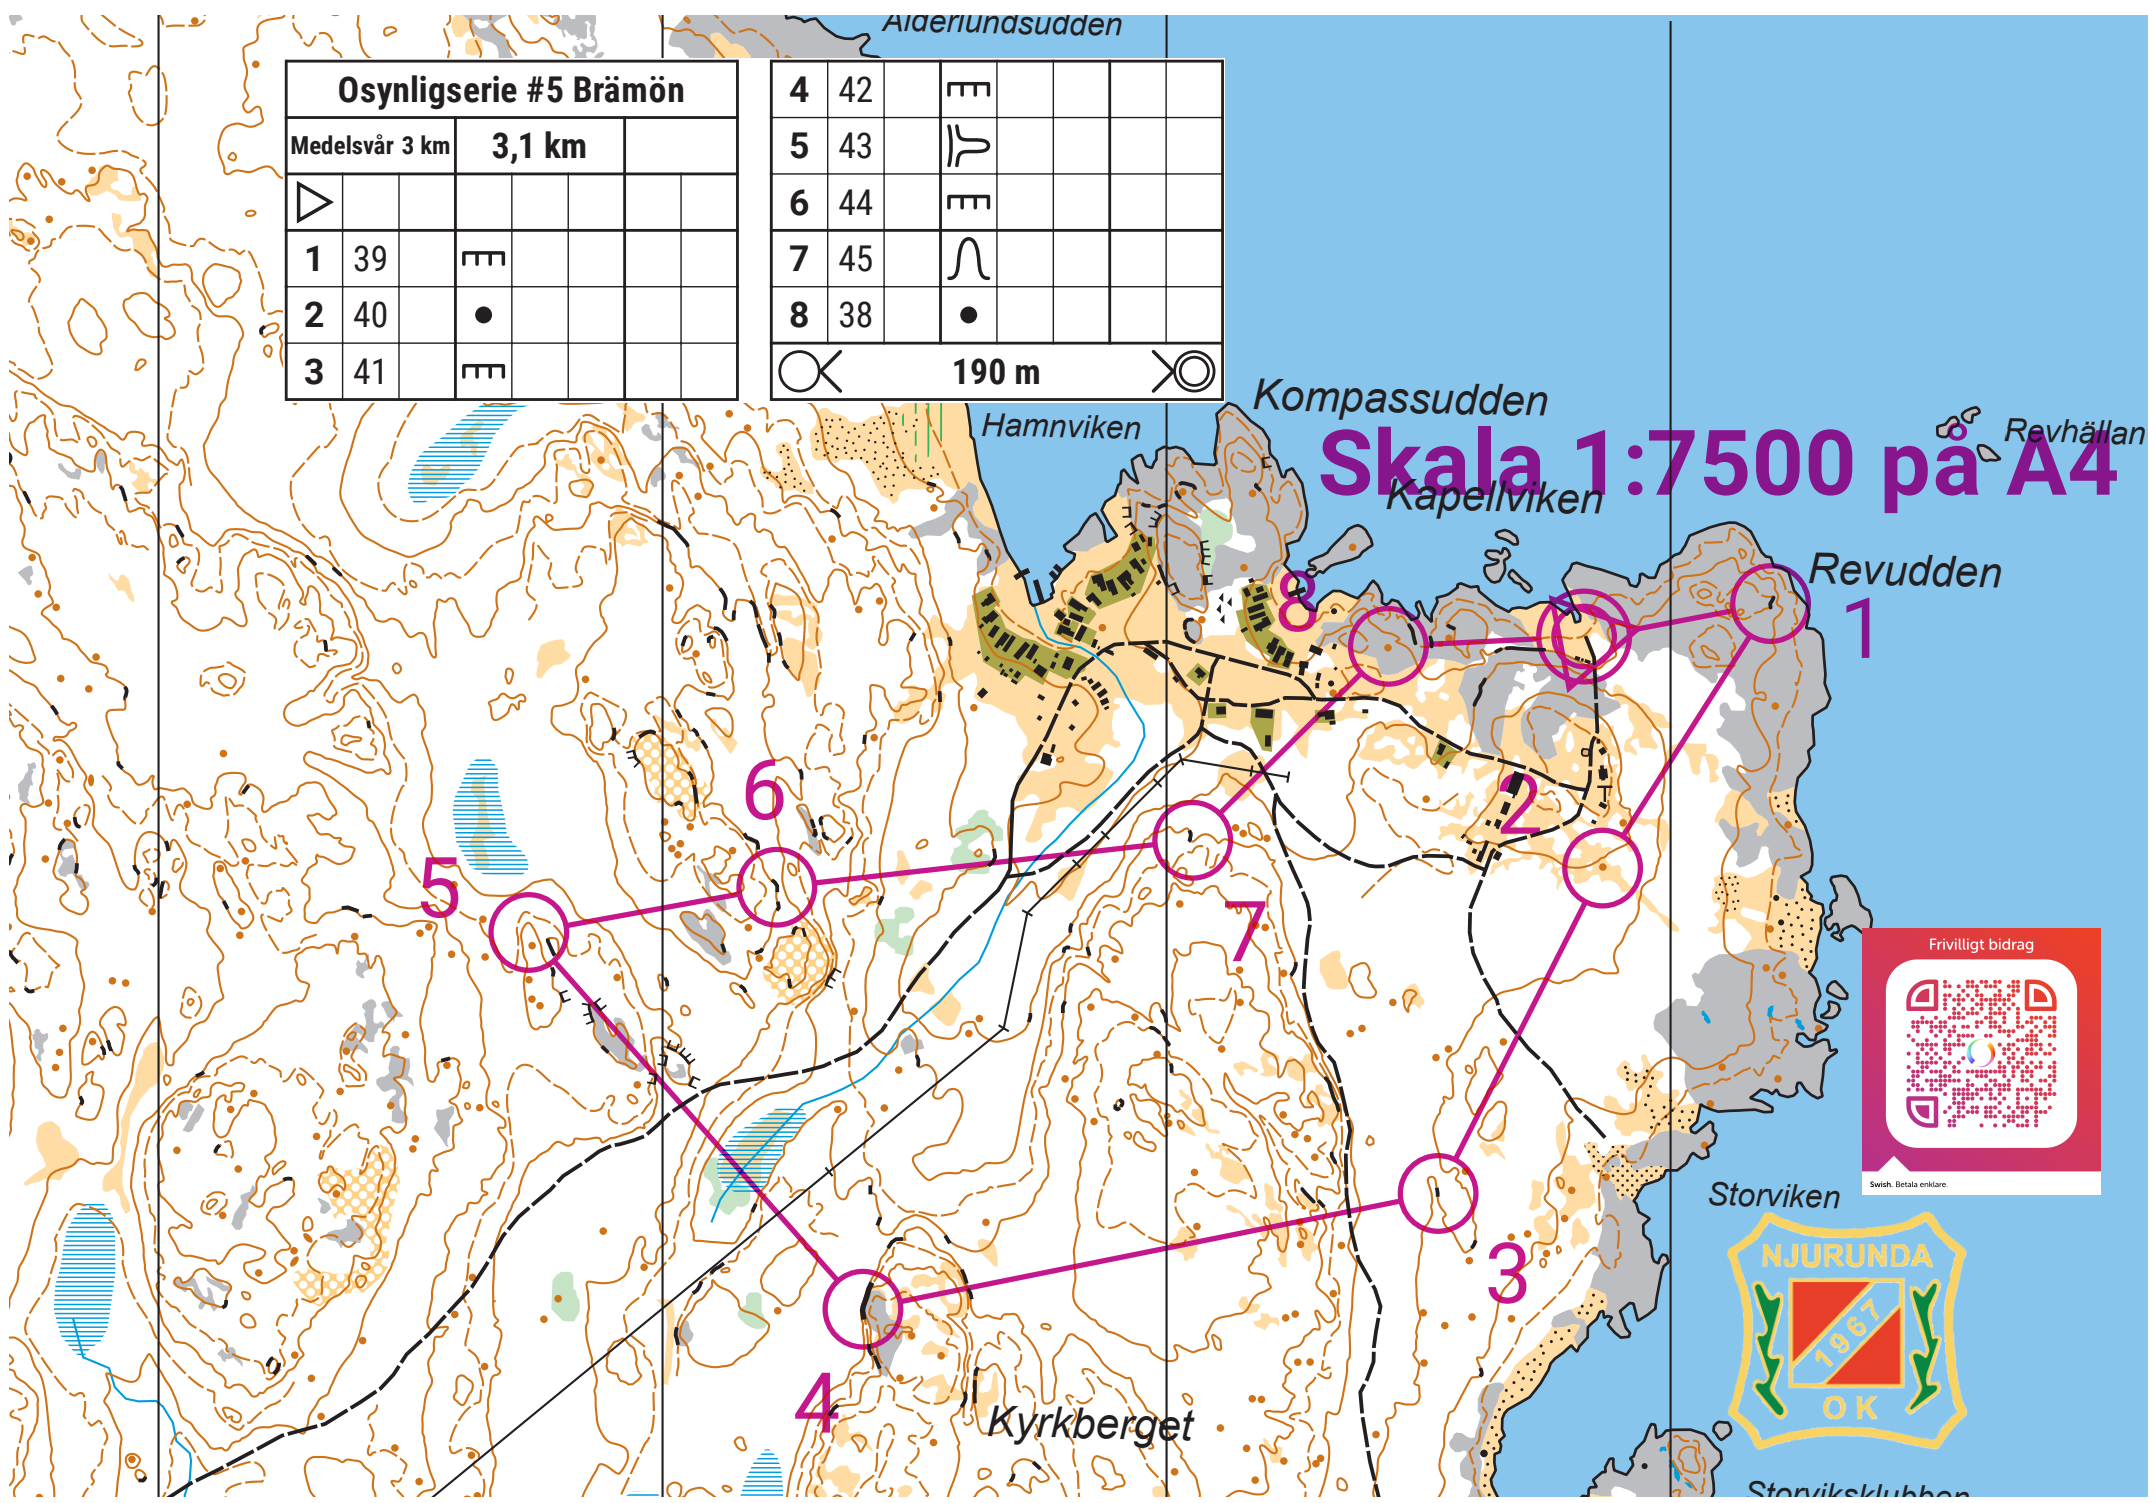 Alderlundsudden
Osynligserie #5 Brämön
Medelsvår 3 km 3,1 km
1 39
2 40
3 41
4 42
5 43
6 44
7 45
8 38
190 m
Hamnviken
Kompassudden
Skala 1:7500 på A4
Kapellviken
Revhällan
Revudden
8
1
2
6
5
7
3
4
Frivilligt bidrag
Swish. Betala enklare.
Storviken
NJURUNDA
1967
OK
Kyrkberget
Storviksklubben